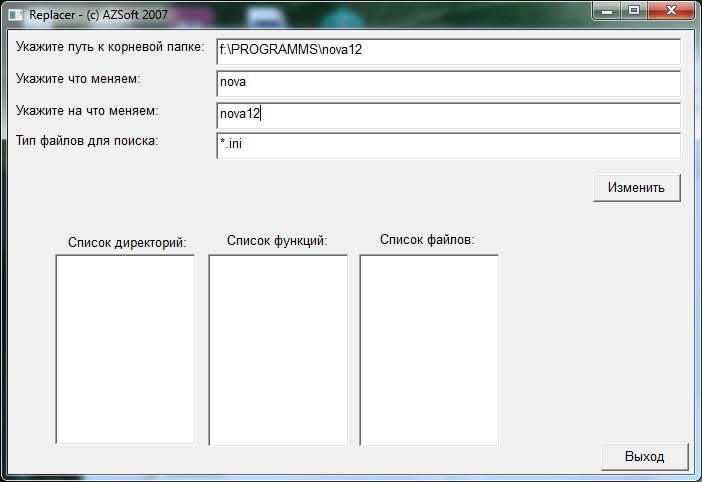 Replacer - (c) AZSoft 2007
Укажите путь к корневой папке: f:\PROGRAMMS\nova12
Укажите что меняем: nova
Укажите на что меняем: nova12
Тип файлов для поиска: *.ini
Изменить
Список директорий: Список функций: Список файлов:
Выход